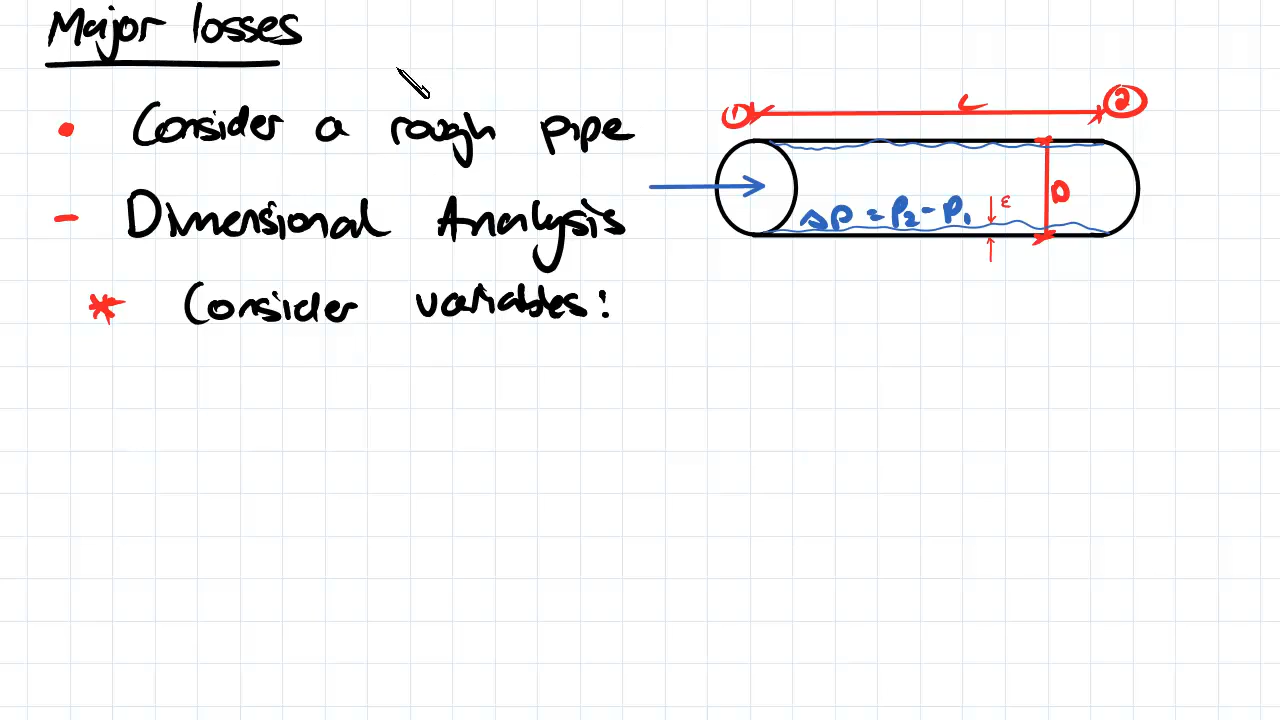 Major losses
① L ②
• Consider a rough pipe
- Dimensional Analysis
ΔP = P₂ - P₁
ε
D
* Consider variables: